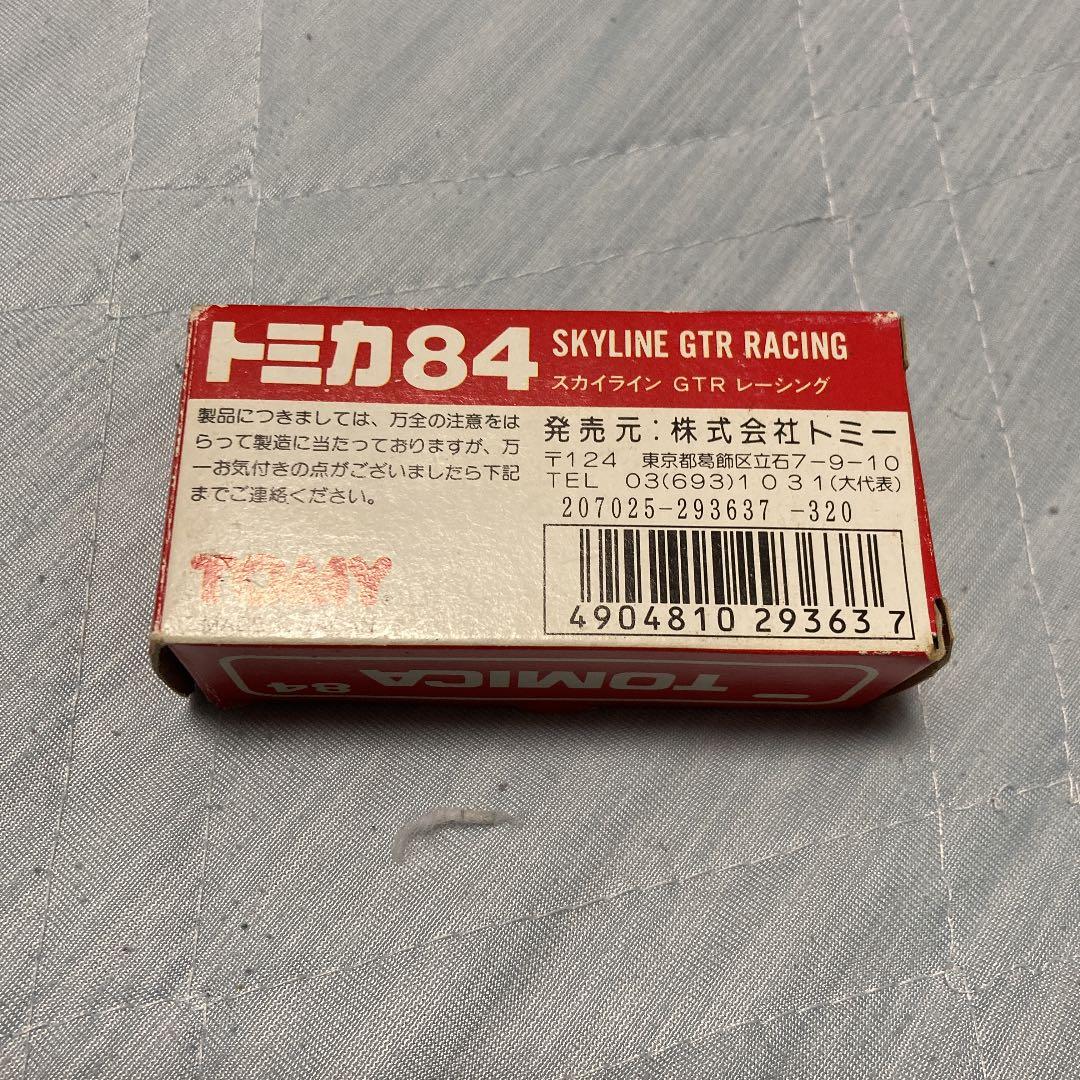 トミカ84
SKYLINE GTR RACING
スカイライン GTR レーシング
製品につきましては、万全の注意をは
らって製造に当たっておりますが、万
一お気付きの点がございましたら下記
までご連絡ください。
発売元:株式会社トミー
〒124 東京都葛飾区立石7-9-10
TEL 03(693)1031(大代表)
207025-293637 -320
TOMY
4904810 293637
TOMICA 84